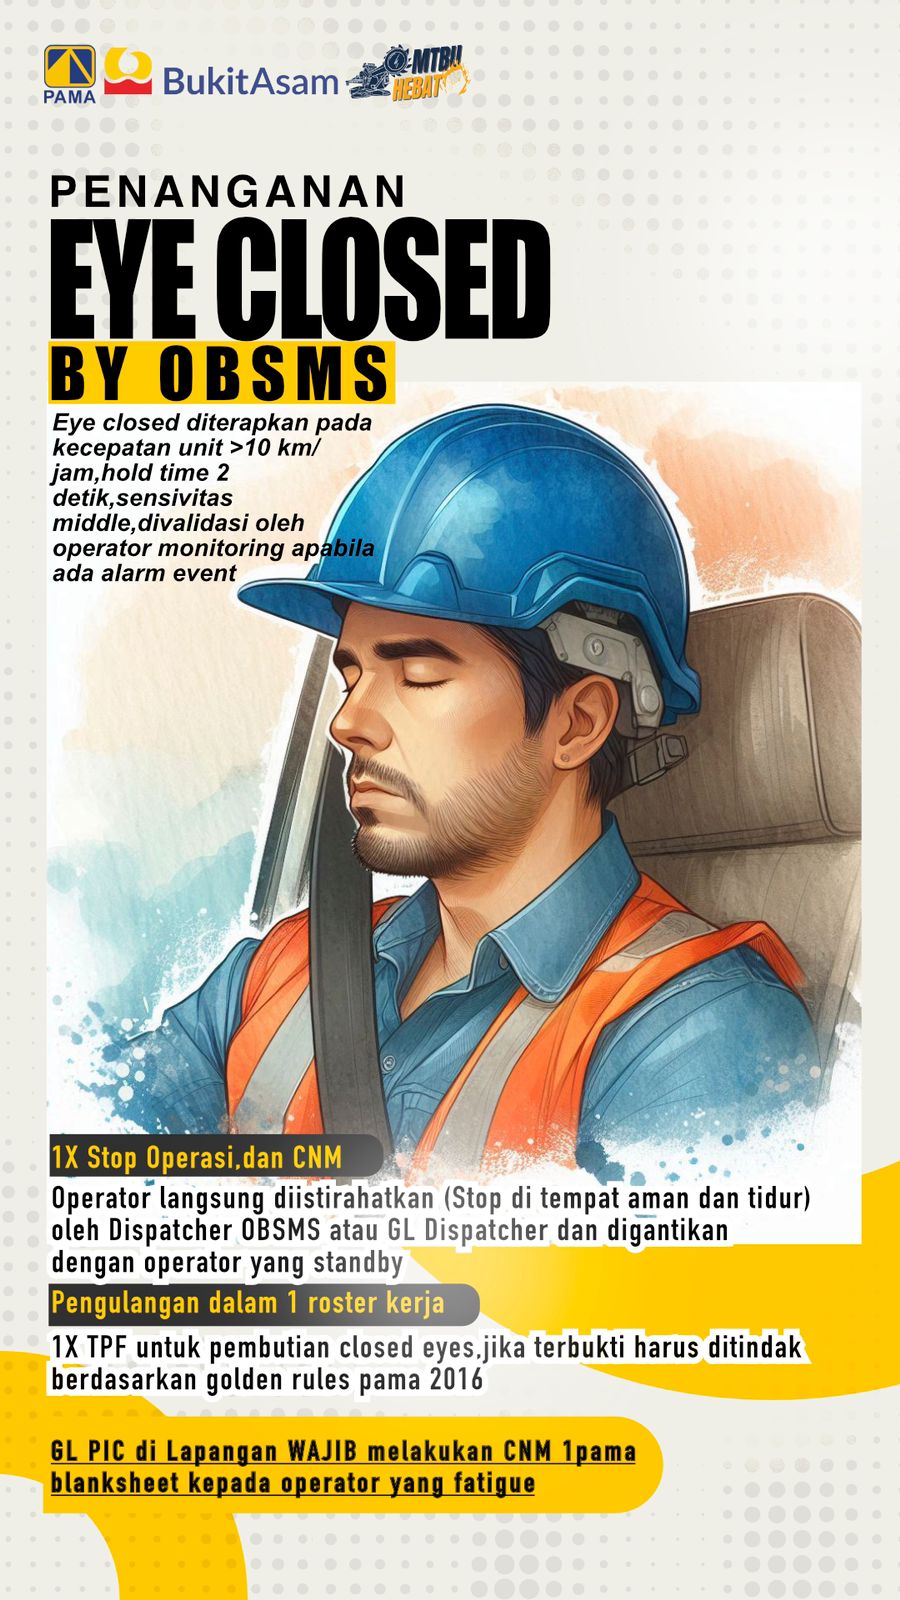 PAMA
BukitAsam
MTBU
HEBAT
PENANGANAN
EYE CLOSED
BY OBSMS
Eye closed diterapkan pada
kecepatan unit >10 km/
jam,hold time 2
detik,sensivitas
middle,divalidasi oleh
operator monitoring apabila
ada alarm event
1X Stop Operasi,dan CNM
Operator langsung diistirahatkan (Stop di tempat aman dan tidur)
oleh Dispatcher OBSMS atau GL Dispatcher dan digantikan
dengan operator yang standby
Pengulangan dalam 1 roster kerja
1X TPF untuk pembutian closed eyes,jika terbukti harus ditindak
berdasarkan golden rules pama 2016
GL PIC di Lapangan WAJIB melakukan CNM 1pama
blanksheet kepada operator yang fatigue